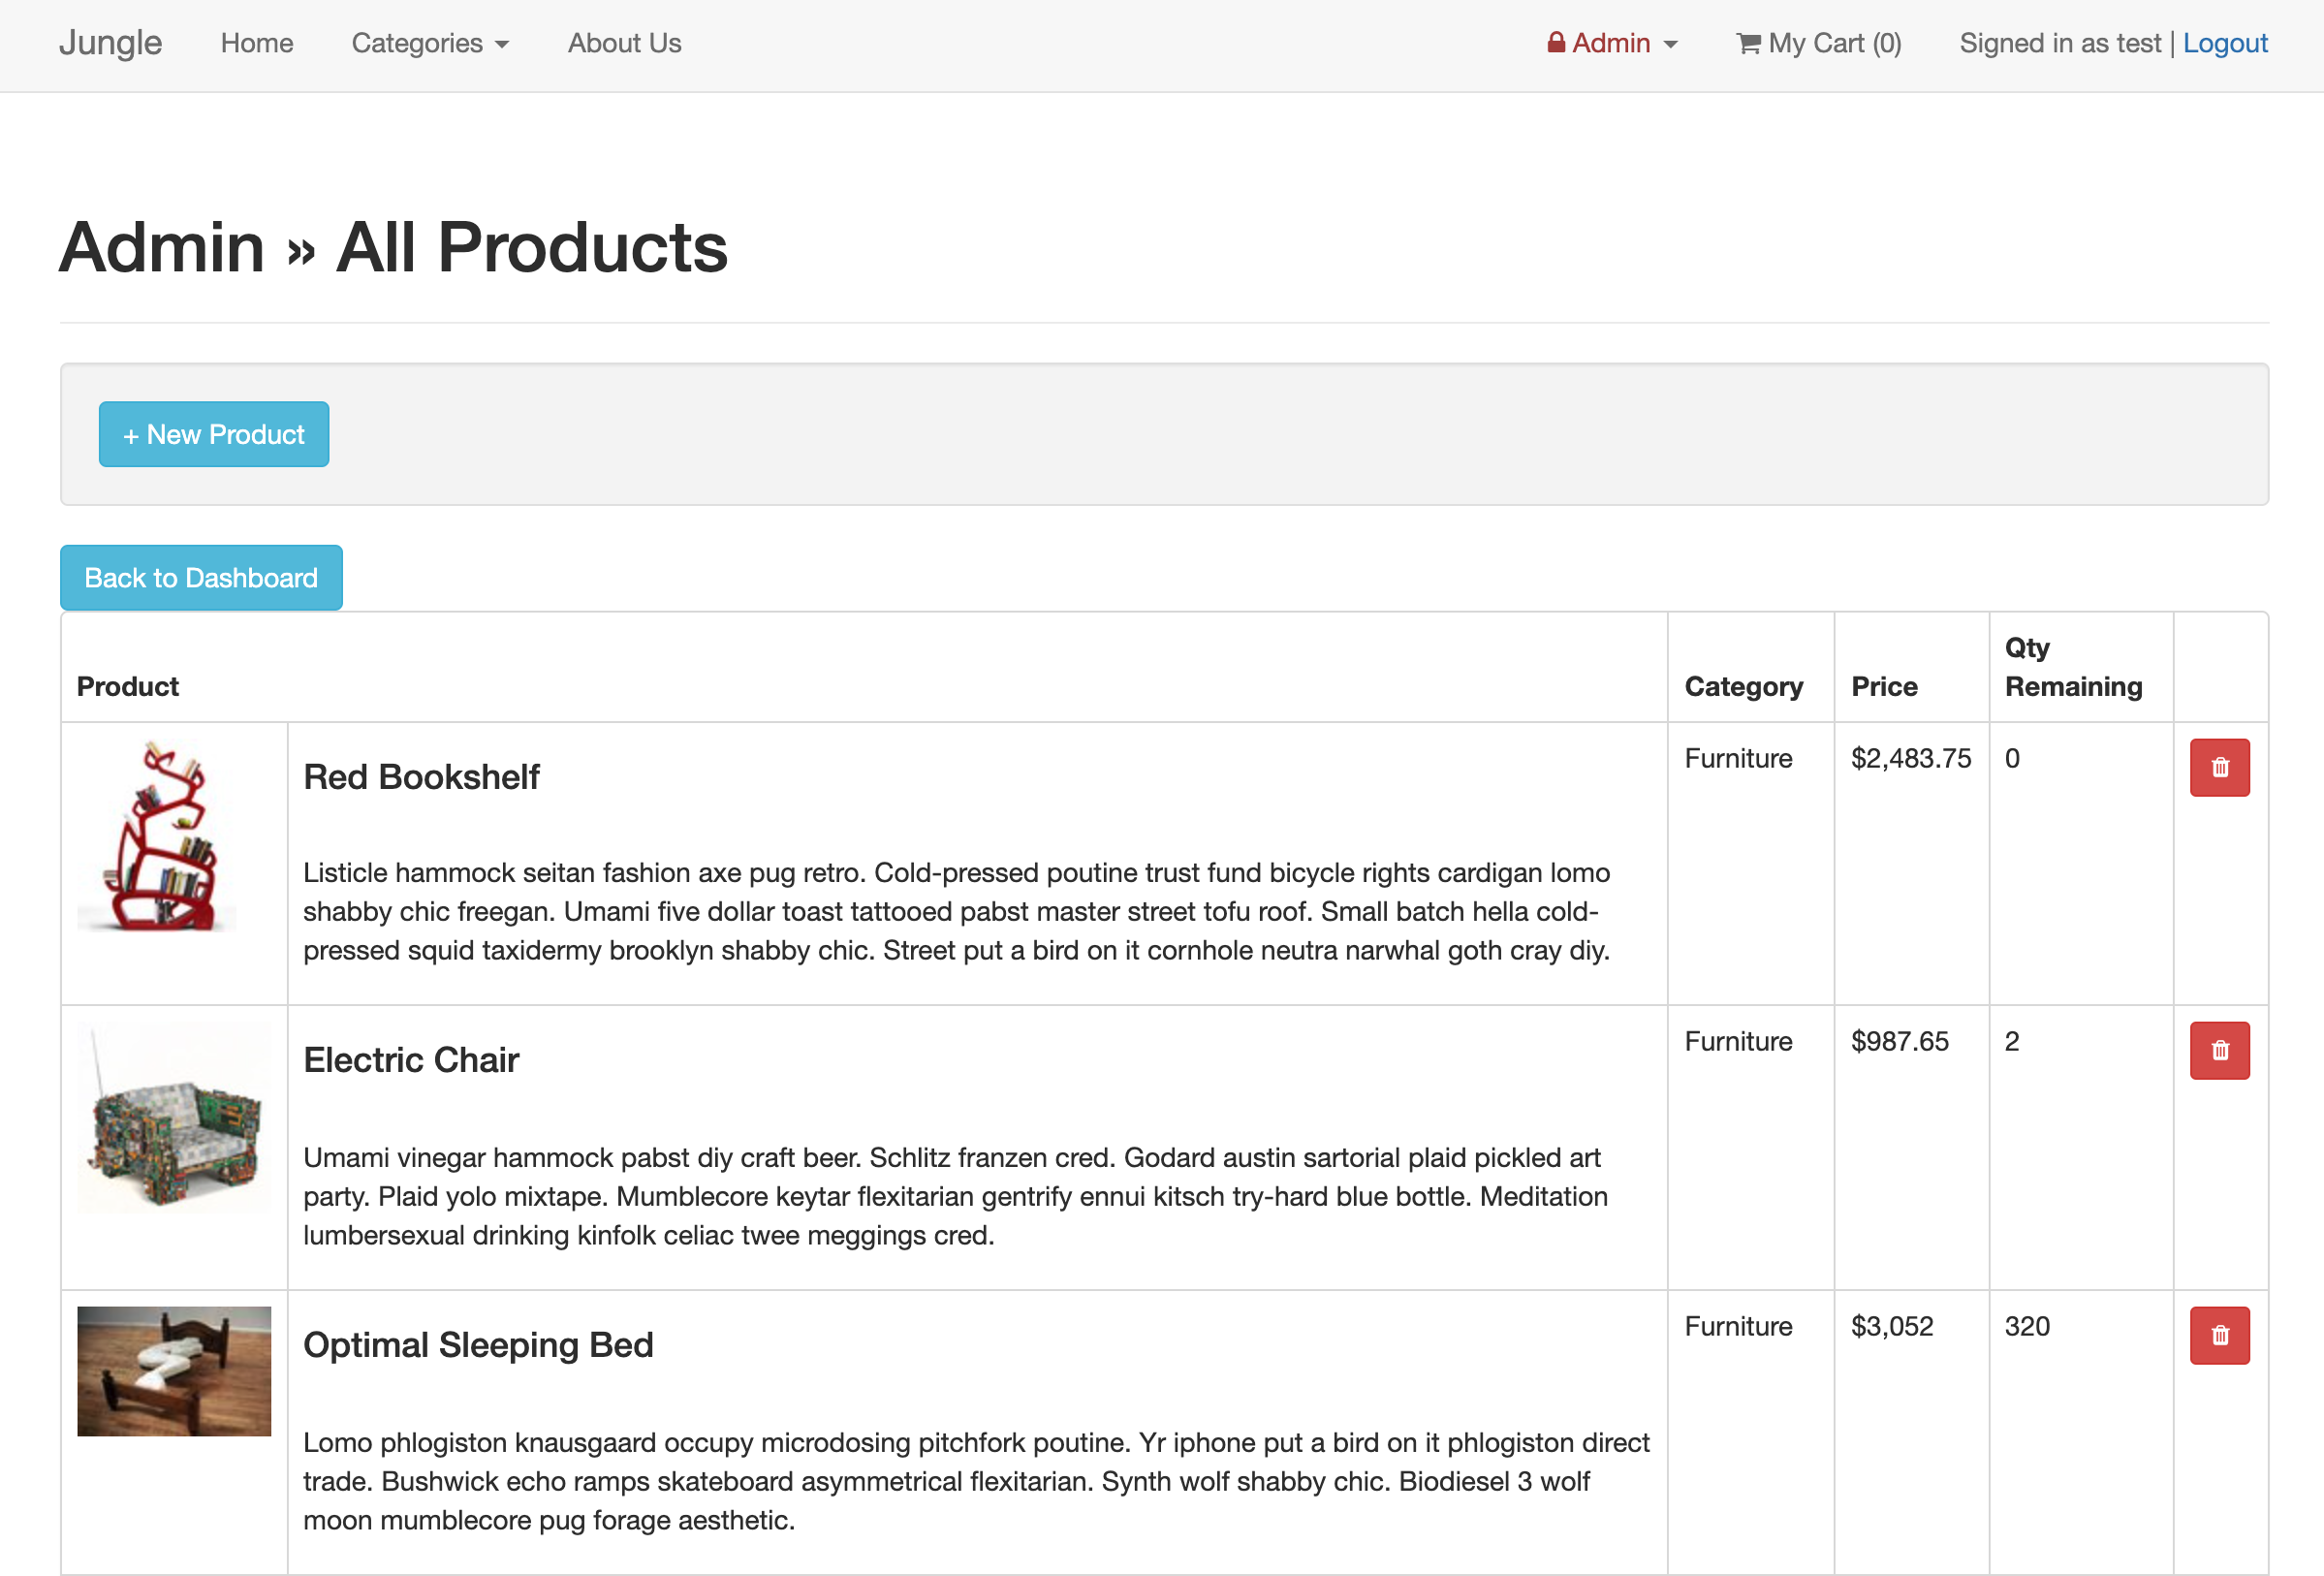 Jungle Home Categories About Us Admin My Cart (0) Signed in as test | Logout
Admin » All Products
+ New Product
Back to Dashboard
Product Category Price Qty Remaining
Red Bookshelf Furniture $2,483.75 0
Listicle hammock seitan fashion axe pug retro. Cold-pressed poutine trust fund bicycle rights cardigan lomo
shabby chic freegan. Umami five dollar toast tattooed pabst master street tofu roof. Small batch hella cold-
pressed squid taxidermy brooklyn shabby chic. Street put a bird on it cornhole neutra narwhal goth cray diy.
Electric Chair Furniture $987.65 2
Umami vinegar hammock pabst diy craft beer. Schlitz franzen cred. Godard austin sartorial plaid pickled art
party. Plaid yolo mixtape. Mumblecore keytar flexitarian gentrify ennui kitsch try-hard blue bottle. Meditation
lumbersexual drinking kinfolk celiac twee meggings cred.
Optimal Sleeping Bed Furniture $3,052 320
Lomo phlogiston knausgaard occupy microdosing pitchfork poutine. Yr iphone put a bird on it phlogiston direct
trade. Bushwick echo ramps skateboard asymmetrical flexitarian. Synth wolf shabby chic. Biodiesel 3 wolf
moon mumblecore pug forage aesthetic.